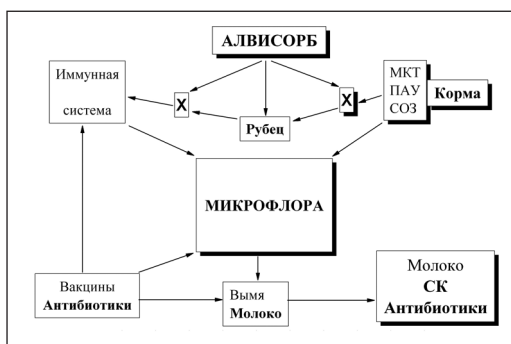 АЛВИСОРБ
Иммунная
система
X
X
МКТ
ПАУ
СОЗ
Корма
Рубец
МИКРОФЛОРА
Вакцины
Антибиотики
Вымя
Молоко
Молоко
СК
Антибиотики